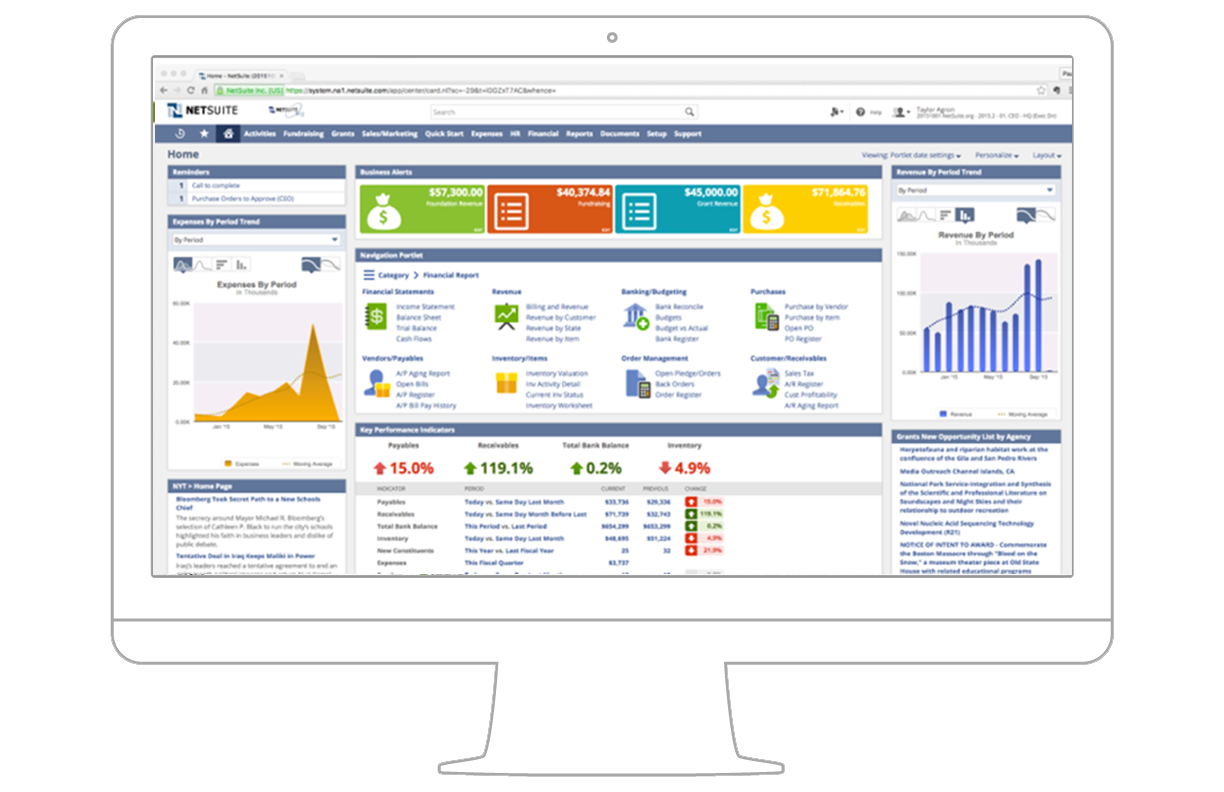 Home - NetSuite (2015
NetSuite Inc. [US]
NETSUITE
NETSUITE
Search
Help
Taylor Agron
Activities Fundraising Grants Sales/Marketing Quick Start Expenses HR Financial Reports Documents Setup Support
Home
Viewing: Portlet date settings Personalize Layout
Reminders
1 Call to complete
1 Purchase Orders to Approve (CEO)
Expenses By Period Trend
By Period
Expenses By Period
In Thousands
60.00K
40.00K
20.00K
0.00K
Jan '15 May '15 Sep '15
Expenses Moving Average
NYT > Home Page
Bloomberg Took Secret Path to a New Schools
Chief
The secrecy around Mayor Michael R. Bloomberg's
selection of Cathleen P. Black to run the city's schools
highlighted his faith in business leaders and dislike of
public debate.
Tentative Deal in Iraq Keeps Maliki in Power
Iraq's leaders reached a tentative agreement to end an
Business Alerts
$57,300.00
Foundation Revenue
$40,374.84
Fundraising
$45,000.00
Grant Revenue
$71,864.76
Receivables
Navigation Portlet
Category > Financial Report
Financial Statements
Income Statement
Balance Sheet
Trial Balance
Cash Flows
Revenue
Billing and Revenue
Revenue by Customer
Revenue by State
Revenue by Item
Banking/Budgeting
Bank Reconcile
Budgets
Budget vs Actual
Bank Register
Purchases
Purchase by Vendor
Purchase by Item
Open PO
PO Register
Vendors/Payables
A/P Aging Report
Open Bills
A/P Register
A/P Bill Pay History
Inventory/Items
Inventory Valuation
Inv Activity Detail
Current Inv Status
Inventory Worksheet
Order Management
Open Pledge/Orders
Back Orders
Order Register
Customer/Receivables
Sales Tax
A/R Register
Cust Profitability
A/R Aging Report
Key Performance Indicators
Payables Receivables Total Bank Balance Inventory
15.0% 119.1% 0.2% 4.9%
INDICATOR PERIOD CURRENT PREVIOUS CHANGE
Payables Today vs. Same Day Last Month $33,736 $29,336 15.0%
Receivables Today vs. Same Day Month Before Last $71,739 $32,743 119.1%
Total Bank Balance This Period vs. Last Period $654,299 $653,299 0.2%
Inventory Today vs. Same Day Last Month $48,695 $51,224 4.9%
New Constituents This Year vs. Last Fiscal Year 25 32 21.9%
Expenses This Fiscal Quarter $3,737
Revenue By Period Trend
By Period
Revenue By Period
In Thousands
150.00K
100.00K
50.00K
0.00K
Jan '15 May '15 Sep '15
Revenue Moving Average
Grants New Opportunity List by Agency
Herpetofauna and riparian habitat work at the
confluence of the Gila and San Pedro Rivers
Media Outreach Channel Islands, CA
National Park Service-Integration and Synthesis
of the Scientific and Professional Literature on
Soundscapes and Night Skies and their
relationship to outdoor recreation
Novel Nucleic Acid Sequencing Technology
Development (R21)
NOTICE OF INTENT TO AWARD - Commemorate
the Boston Massacre through "Blood on the
Snow," a museum theater piece at Old State
House with related educational programs